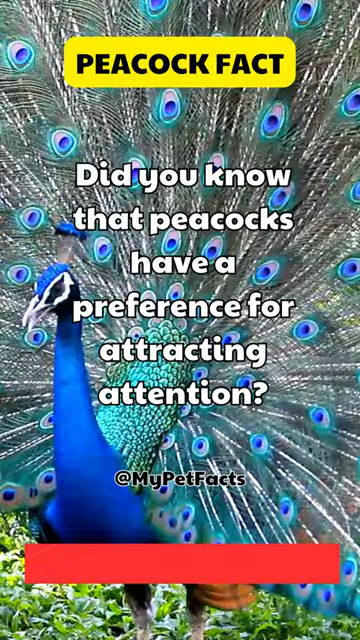 PEACOCK FACT
Did you know
that peacocks
have a
preference for
attracting
attention?
@MyPetFacts